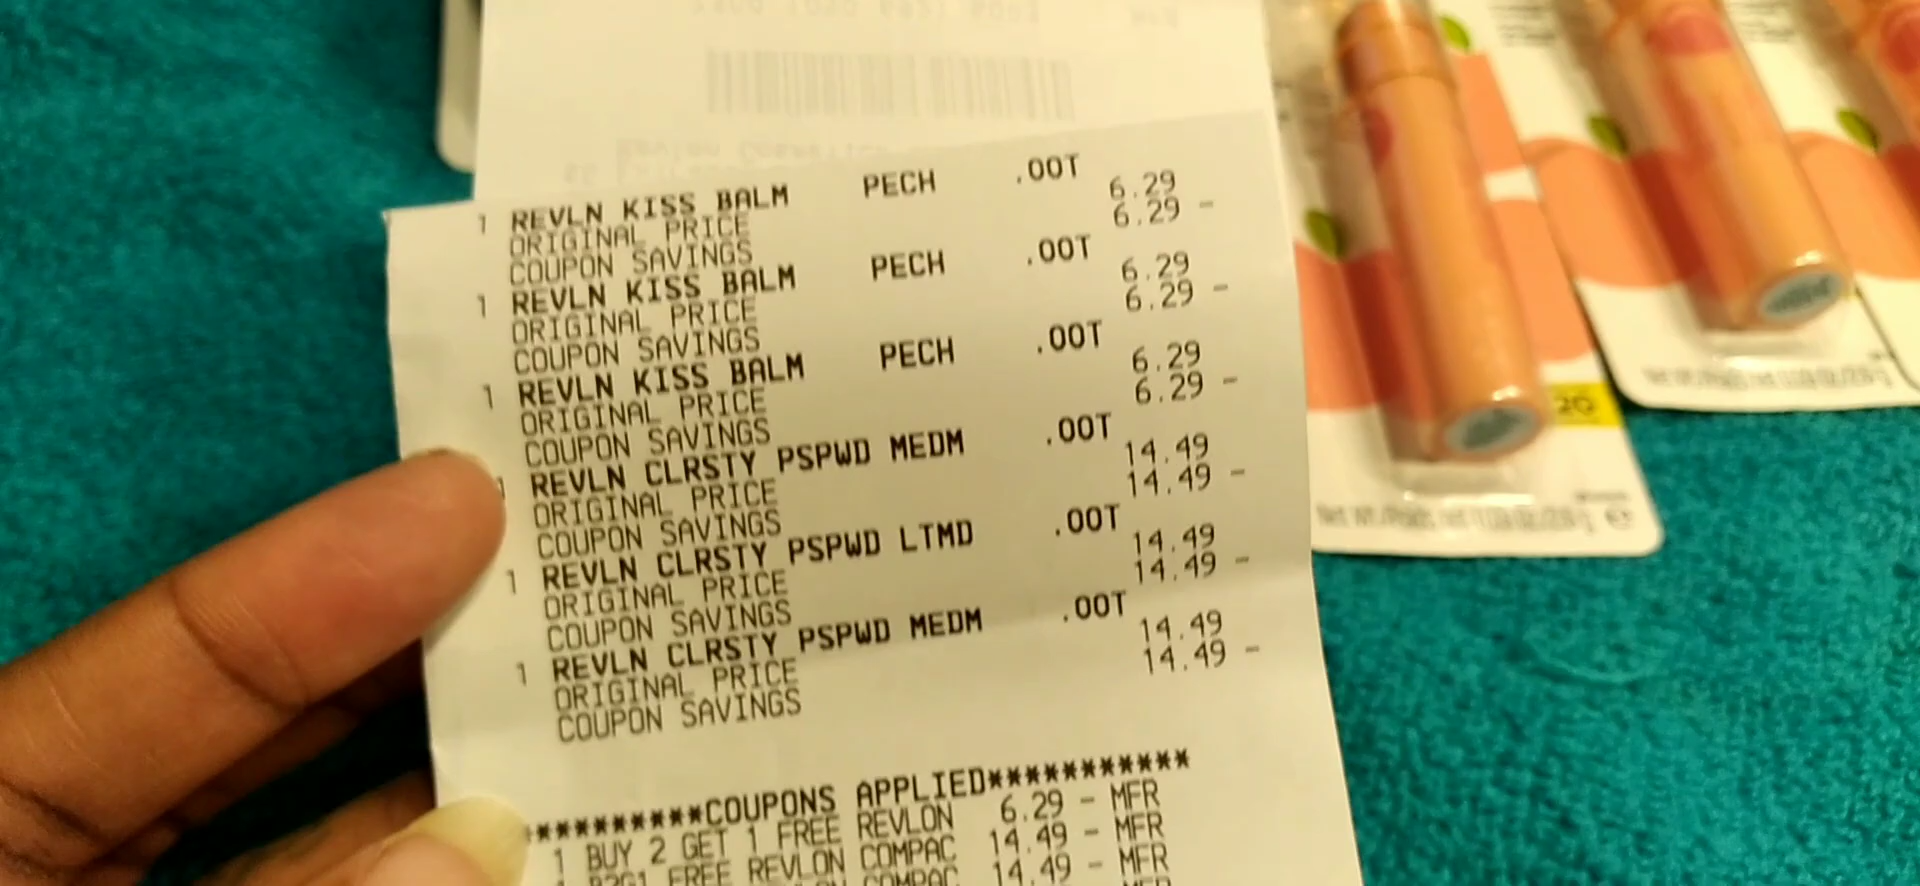 1 REVLN KISS BALM PECH .00T
ORIGINAL PRICE 6.29
COUPON SAVINGS 6.29 -
1 REVLN KISS BALM PECH .00T
ORIGINAL PRICE 6.29
COUPON SAVINGS 6.29 -
1 REVLN KISS BALM PECH .00T
ORIGINAL PRICE 6.29
COUPON SAVINGS 6.29 -
1 REVLN CLRSTY PSPWD MEDM .00T
ORIGINAL PRICE 14.49
COUPON SAVINGS 14.49 -
1 REVLN CLRSTY PSPWD LTMD .00T
ORIGINAL PRICE 14.49
COUPON SAVINGS 14.49 -
1 REVLN CLRSTY PSPWD MEDM .00T
ORIGINAL PRICE 14.49
COUPON SAVINGS 14.49 -
*********COUPONS APPLIED***********
1 BUY 2 GET 1 FREE REVLON 6.29 - MFR
B2G1 FREE REVLON COMPAC 14.49 - MFR
COMPAC 14.49 - MFR
20